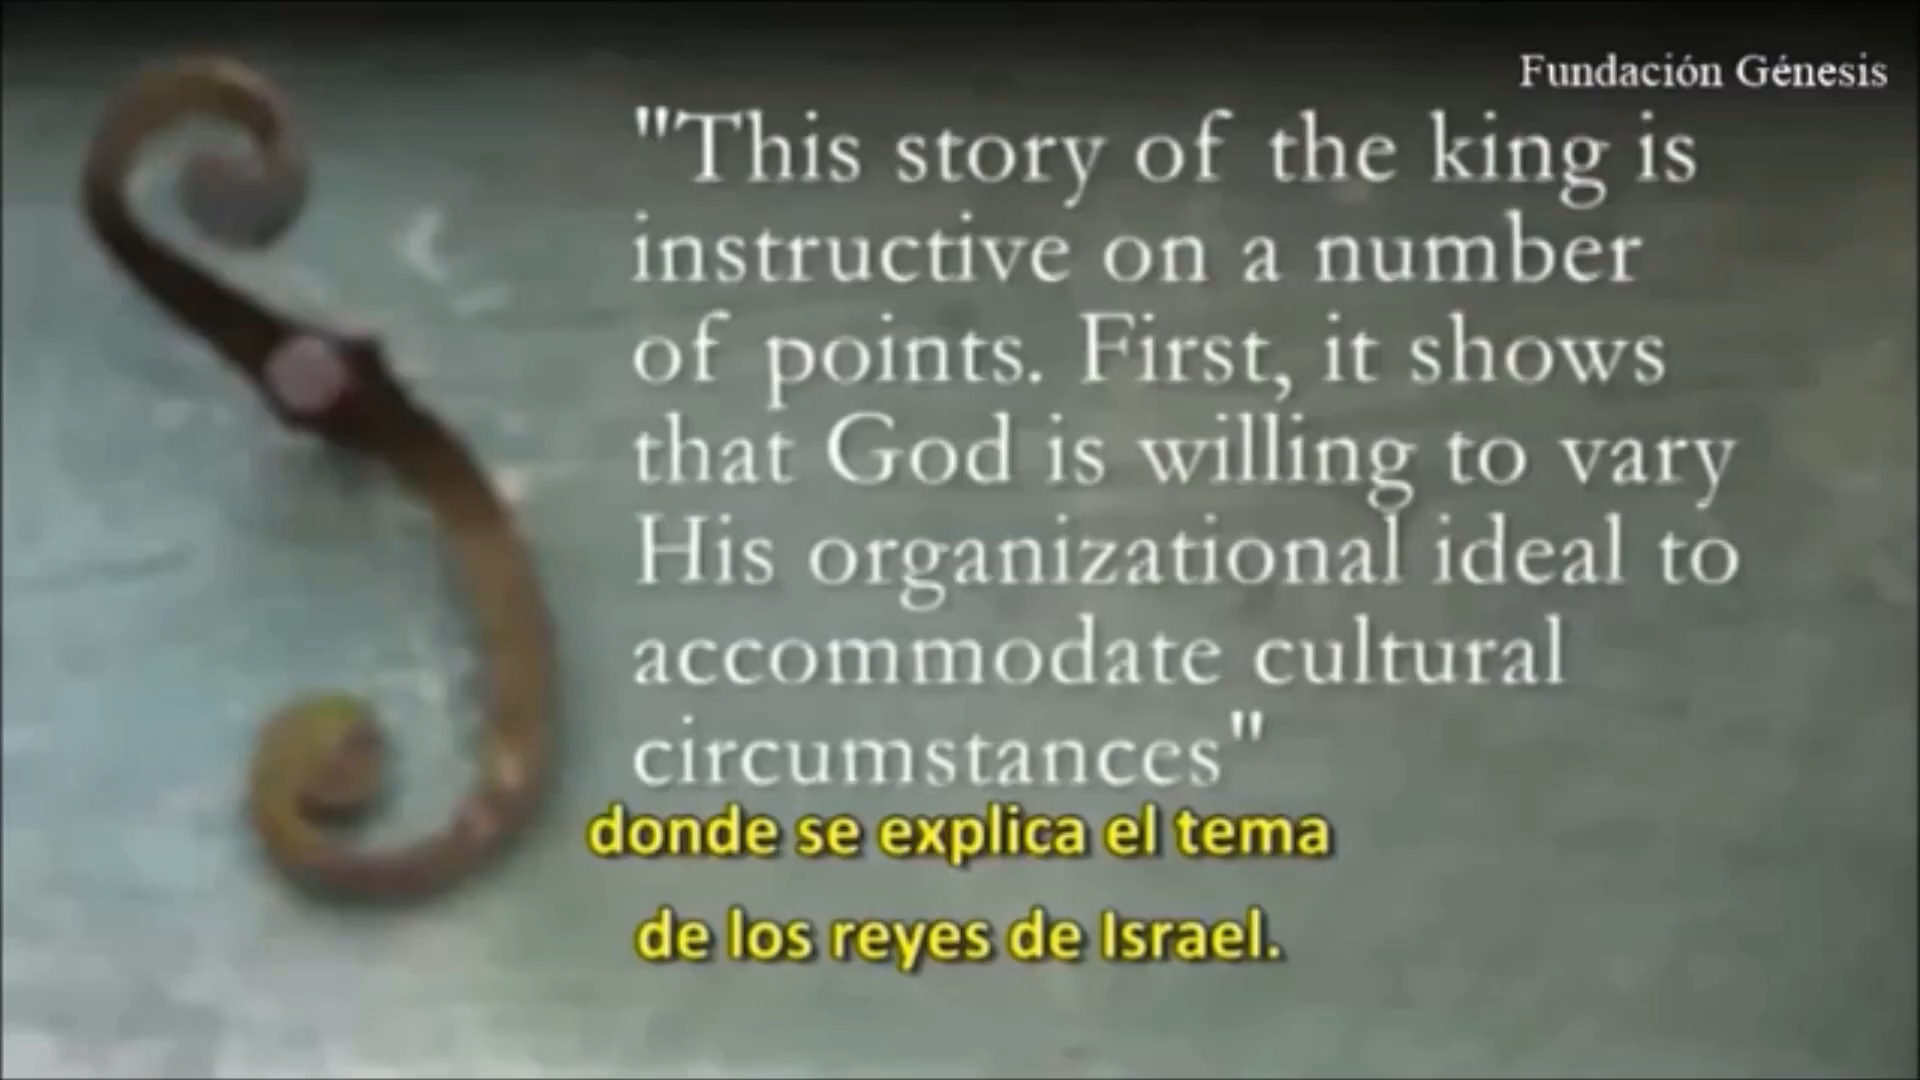 Fundación Génesis
"This story of the king is
instructive on a number
of points. First, it shows
that God is willing to vary
His organizational ideal to
accommodate cultural
circumstances"
donde se explica el tema
de los reyes de Israel.